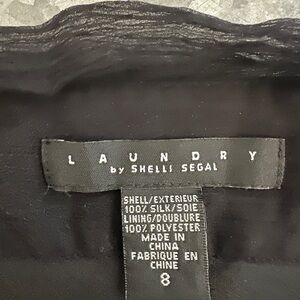 LAUNDRY
by SHELLI SEGAL
SHELL/EXTERIEUR
100% SILK/SOIE
LINING/DOUBLURE
100% POLYESTER
MADE IN
CHINA
FABRIQUE EN
CHINE
8